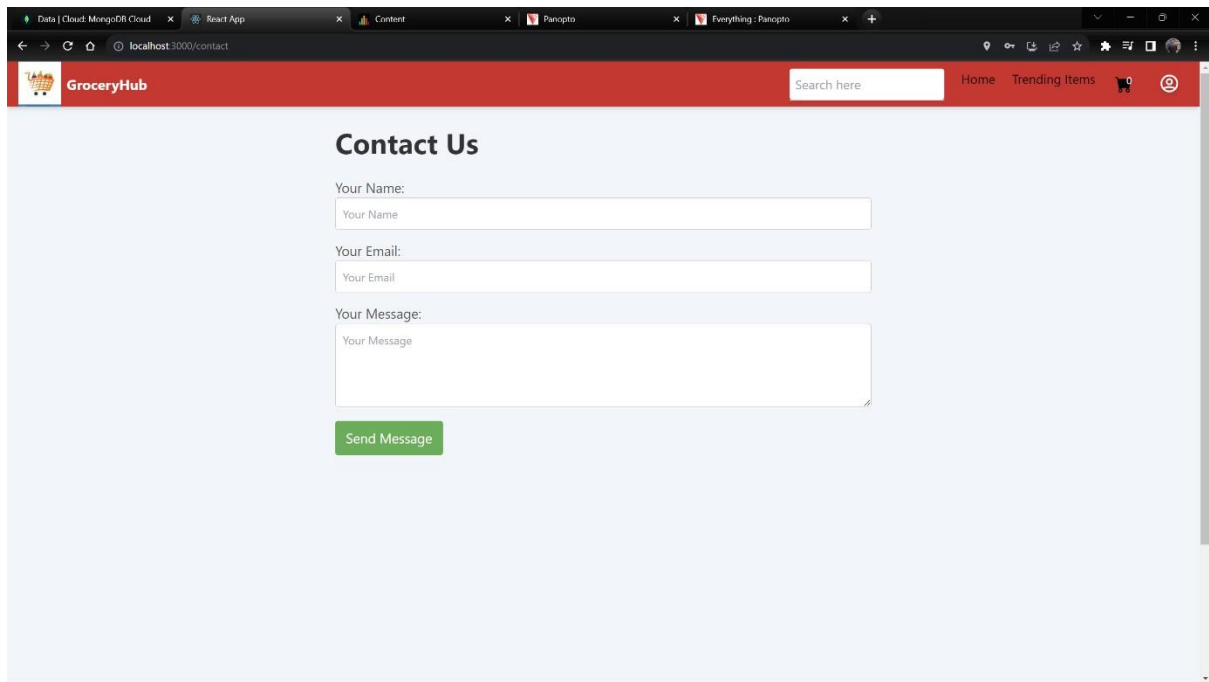 Data | Cloud: MongoDB Cloud React App Content Panopto Everything : Panopto
localhost:3000/contact
GroceryHub Search here Home Trending Items 0
Contact Us
Your Name:
Your Name
Your Email:
Your Email
Your Message:
Your Message
Send Message